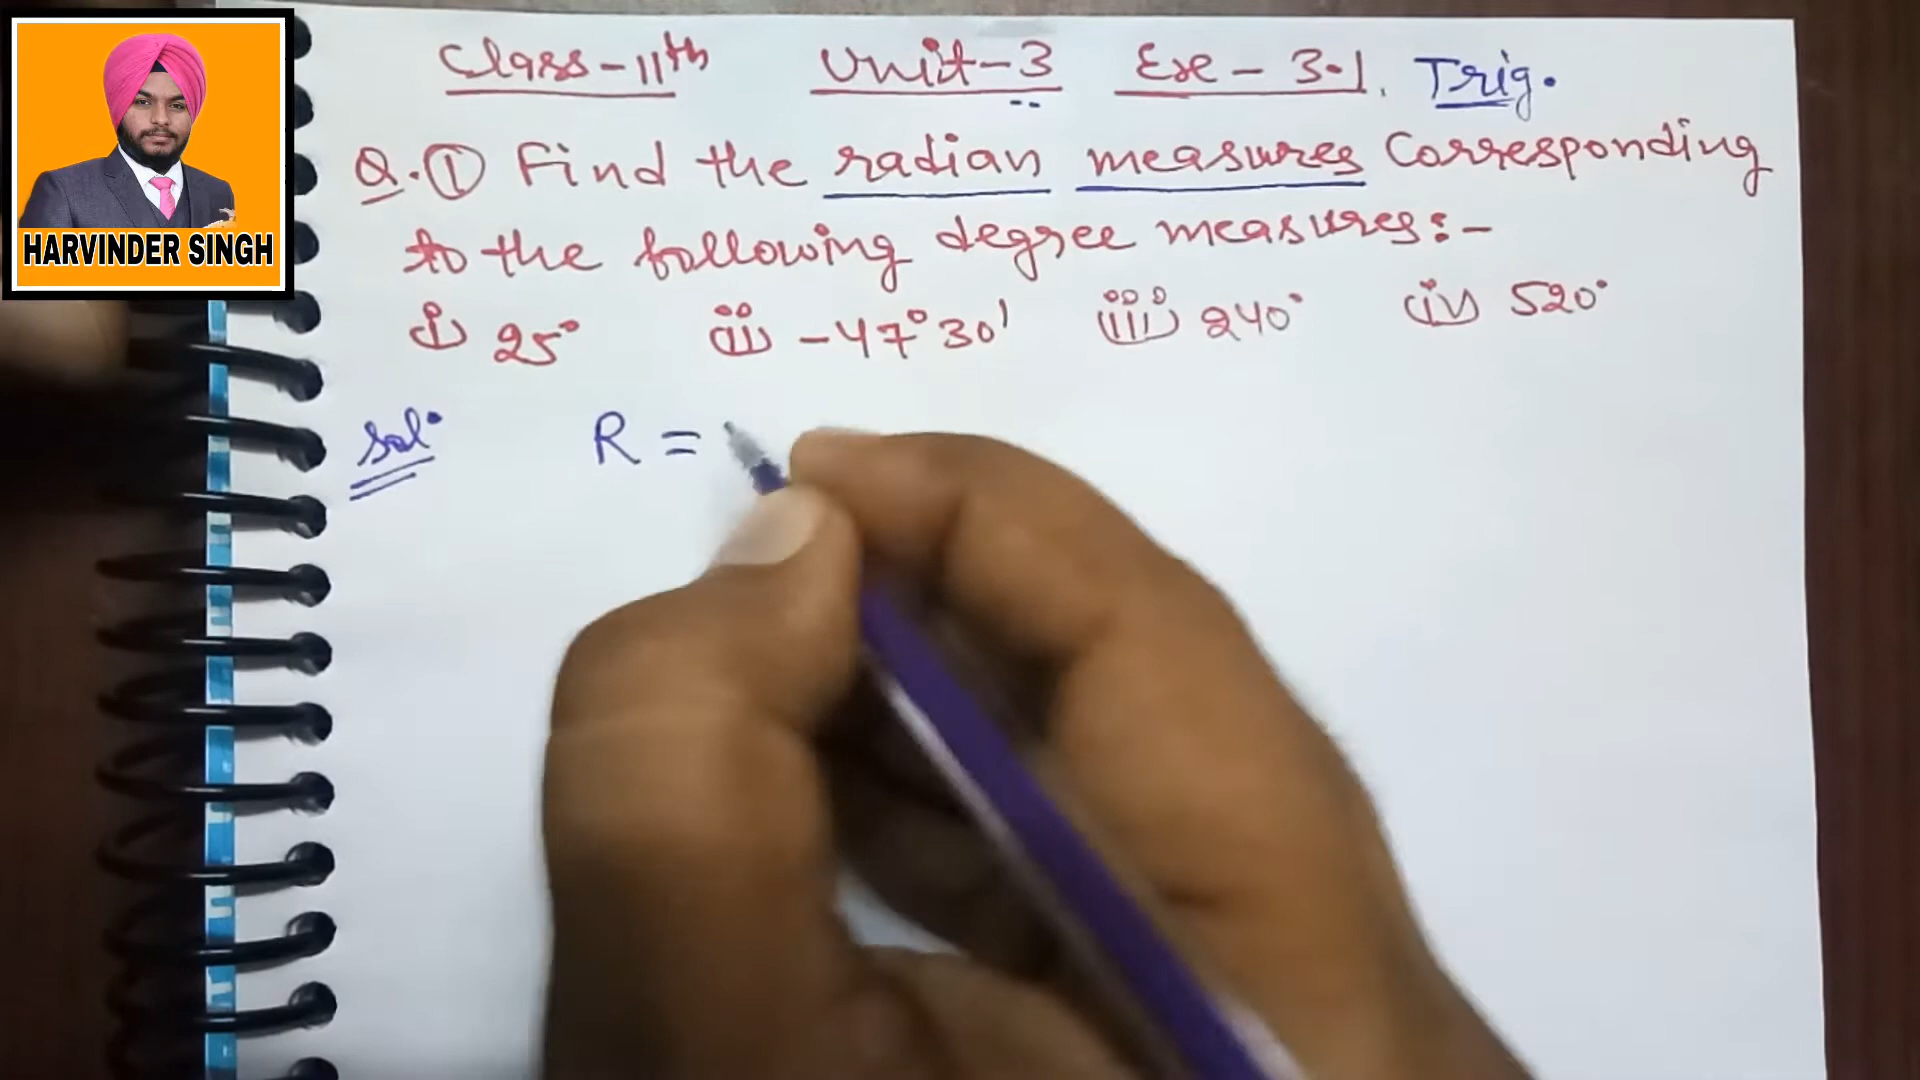 HARVINDER SINGH
Class-11th Unit-3 Exe-3.1. Trig.
Q.① Find the radian measures Corresponding
to the following degree measures:-
(i) 25° (ii) -47°30' (iii) 240° (iv) 520°
Sol. R =